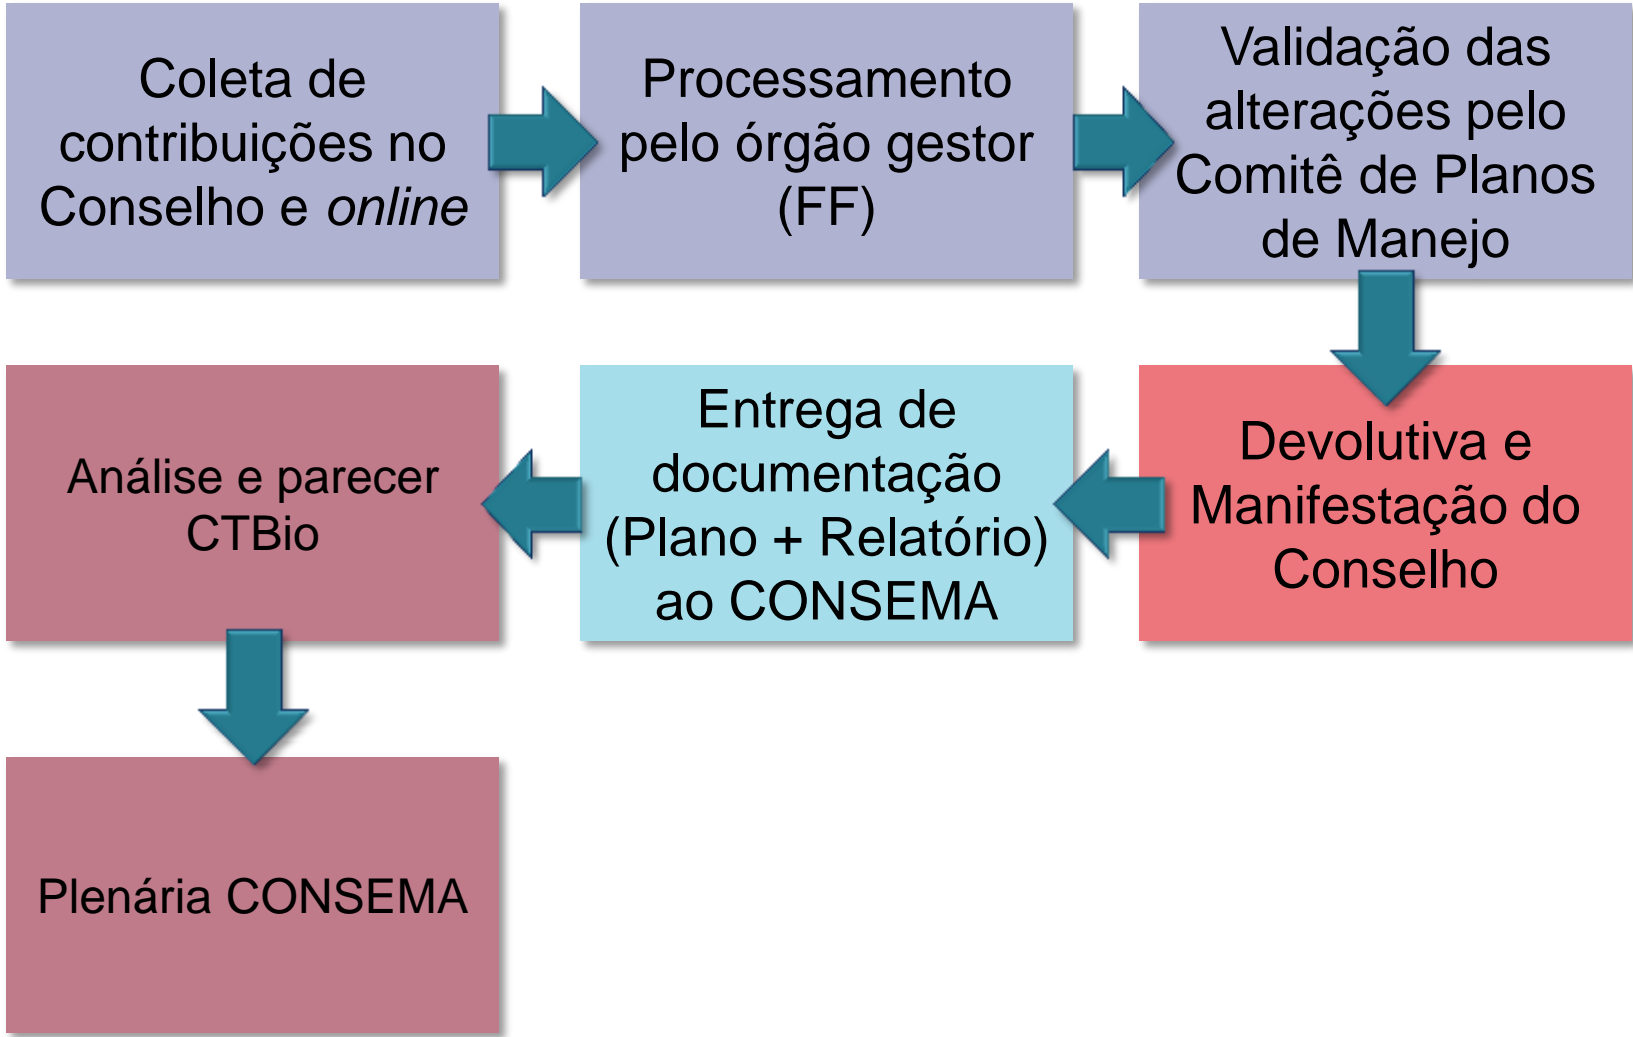 Coleta de
contribuições no
Conselho e online
Processamento
pelo órgão gestor
(FF)
Validação das
alterações pelo
Comitê de Planos
de Manejo
Devolutiva e
Manifestação do
Conselho
Entrega de
documentação
(Plano + Relatório)
ao CONSEMA
Análise e parecer
CTBio
Plenária CONSEMA